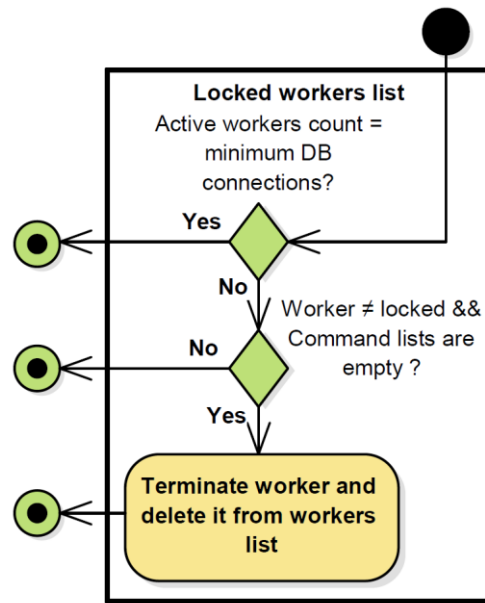 Locked workers list
Active workers count =
minimum DB
connections?
Yes
No
Worker ≠ locked &&
Command lists are
empty ?
No
Yes
Terminate worker and
delete it from workers
list